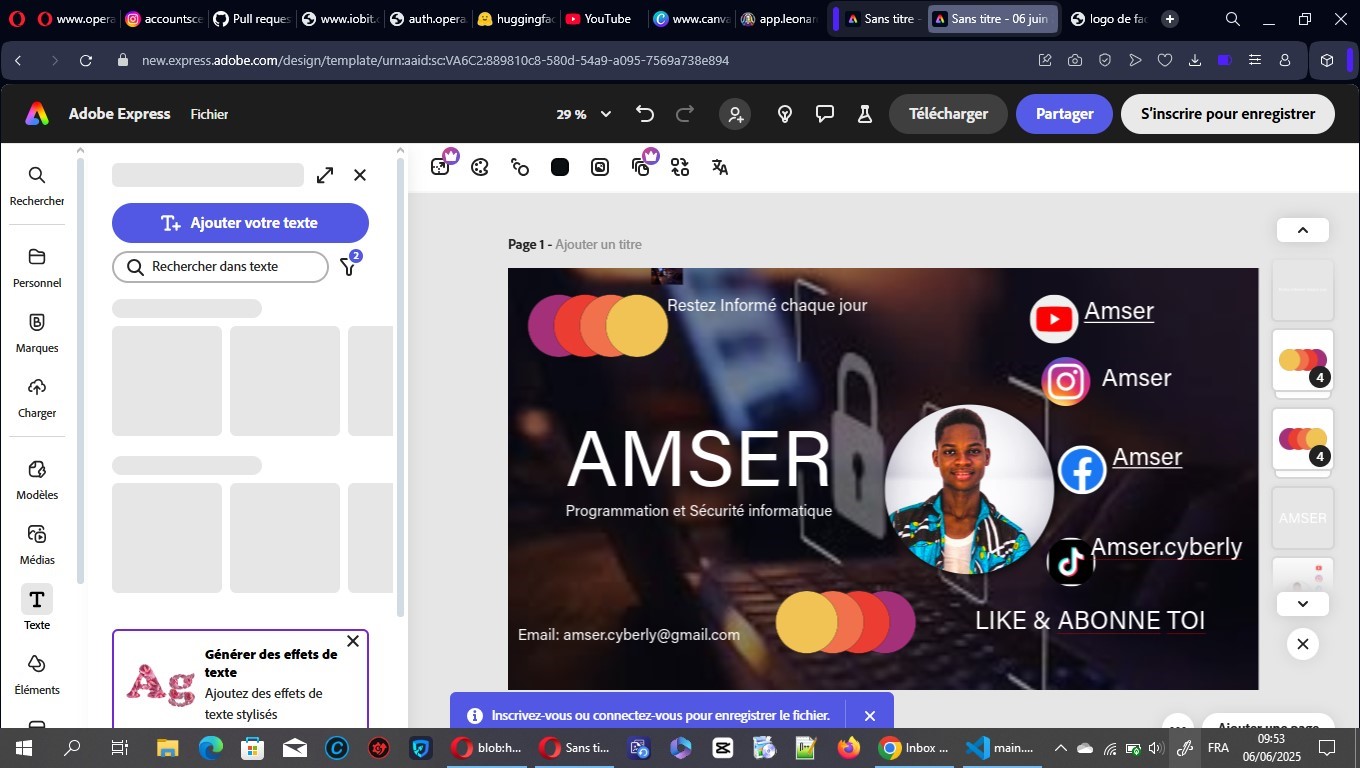 www.opera
accountsce
Pull reques
www.iobit.c
auth.opera
huggingfac
YouTube
www.canva
app.leonar
Sans titre -
Sans titre - 06 juin
logo de fac
new.express.adobe.com/design/template/urn:aaid:sc:VA6C2:889810c8-580d-54a9-a095-7569a738e894
Adobe Express
Fichier
29 %
Télécharger
Partager
S'inscrire pour enregistrer
Rechercher
Personnel
Marques
Charger
Modèles
Médias
Texte
Éléments
Ajouter votre texte
Rechercher dans texte
2
Générer des effets de
texte
Ajoutez des effets de
texte stylisés
Ag
Page 1 - Ajouter un titre
Restez Informé chaque jour
Amser
Amser
AMSER
Programmation et Sécurité informatique
Amser
Amser.cyberly
LIKE & ABONNE TOI
Email: amser.cyberly@gmail.com
4
4
AMSER
Inscrivez-vous ou connectez-vous pour enregistrer le fichier.
Ajouter une page
blob:h...
Sans ti...
Inbox ...
main....
FRA
09:53
06/06/2025